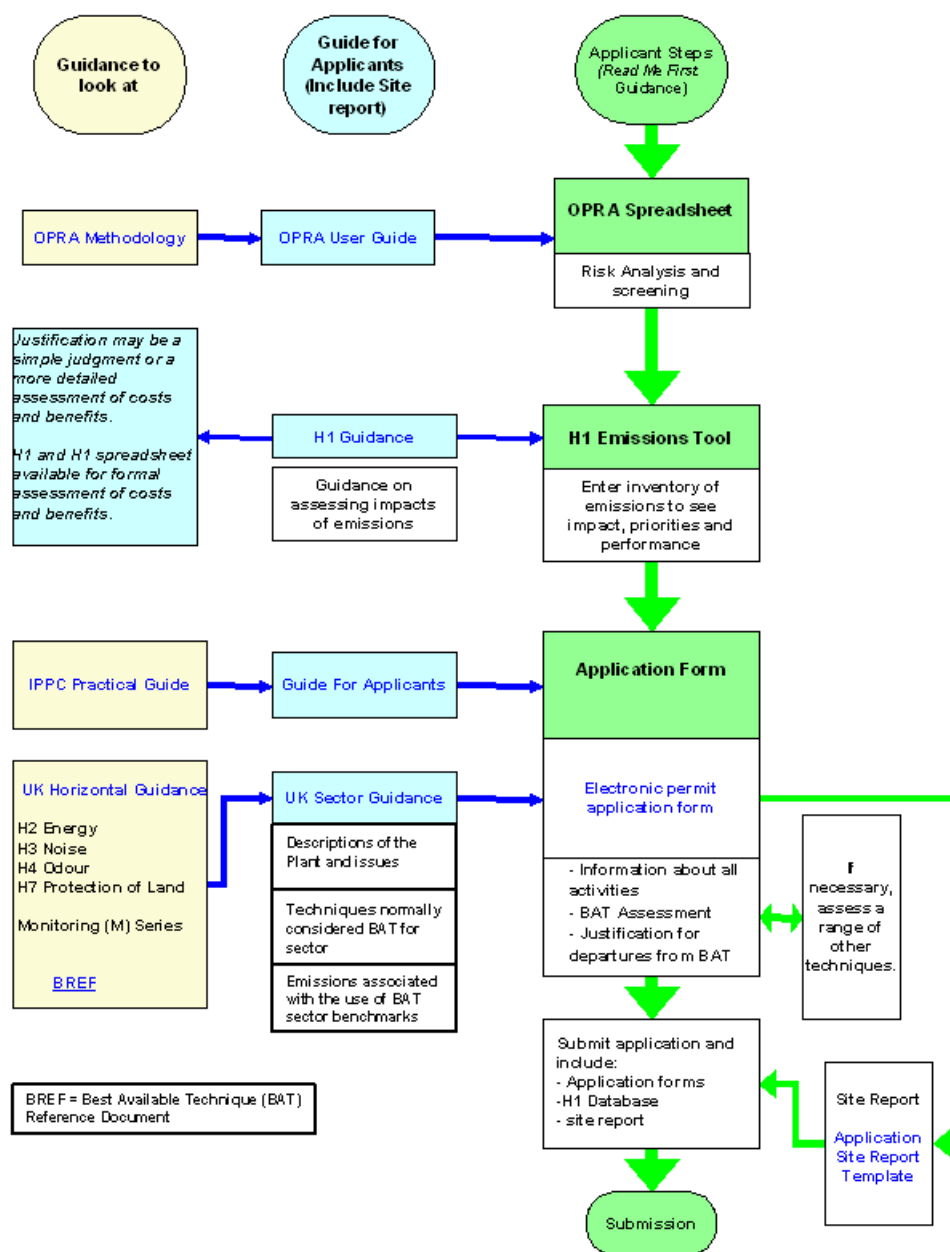 Guidance to
look at
Guide for
Applicants
(Include Site
report)
Applicant Steps
(Read Me First
Guidance)
OPRA Methodology
OPRA User Guide
OPRA Spreadsheet
Risk Analysis and
screening
Justification may be a
simple judgment or a
more detailed
assessment of costs
and benefits.
H1 and H1 spreadsheet
available for formal
assessment of costs
and benefits.
H1 Guidance
Guidance on
assessing impacts
of emissions
H1 Emissions Tool
Enter inventory of
emissions to see
impact, priorities and
performance
IPPC Practical Guide
Guide For Applicants
Application Form
UK Horizontal Guidance
H2 Energy
H3 Noise
H4 Odour
H7 Protection of Land
Monitoring (M) Series
BREF
UK Sector Guidance
Descriptions of the
Plant and issues
Techniques normally
considered BAT for
sector
Emissions associated
with the use of BAT
sector benchmarks
Electronic permit
application form
- Information about all
activities
- BAT Assessment
- Justification for
departures from BAT
If
necessary,
assess a
range of
other
techniques.
BREF = Best Available Technique (BAT)
Reference Document
Submit application and
include:
- Application forms
-H1 Database
- site report
Site Report
Application
Site Report
Template
Submission